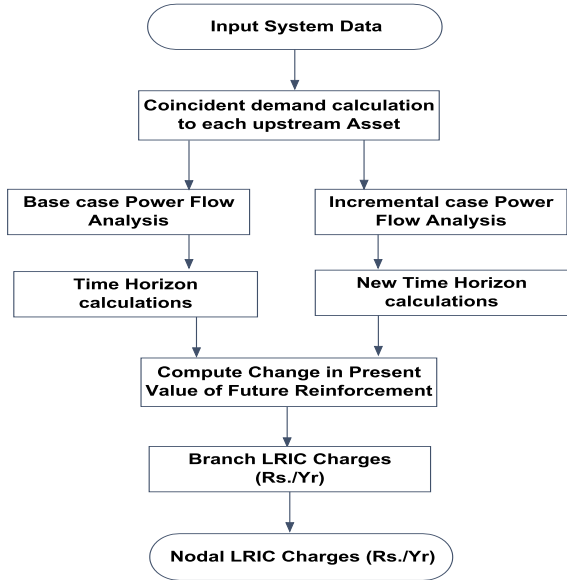 Input System Data
Coincident demand calculation
to each upstream Asset
Base case Power Flow
Analysis
Incremental case Power
Flow Analysis
Time Horizon
calculations
New Time Horizon
calculations
Compute Change in Present
Value of Future Reinforcement
Branch LRIC Charges
(Rs./Yr)
Nodal LRIC Charges (Rs./Yr)